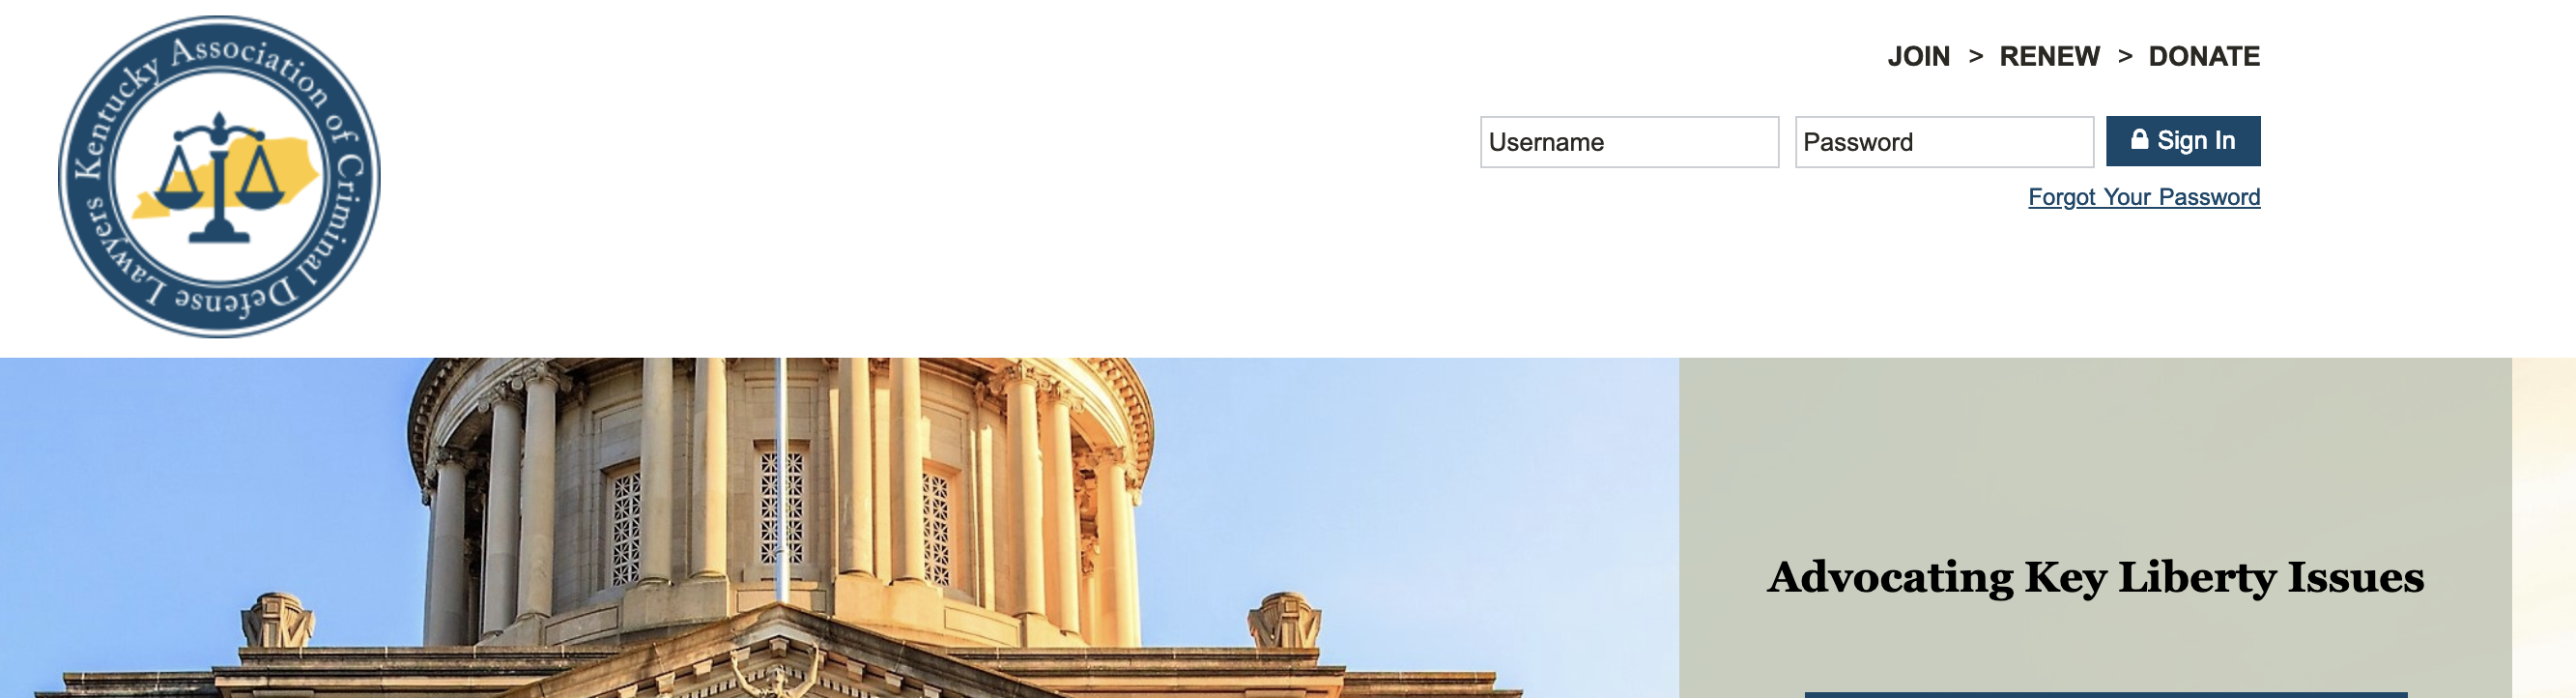 Kentucky Association of Criminal Defense Lawyers
JOIN > RENEW > DONATE
Username Password Sign In
Forgot Your Password
Advocating Key Liberty Issues